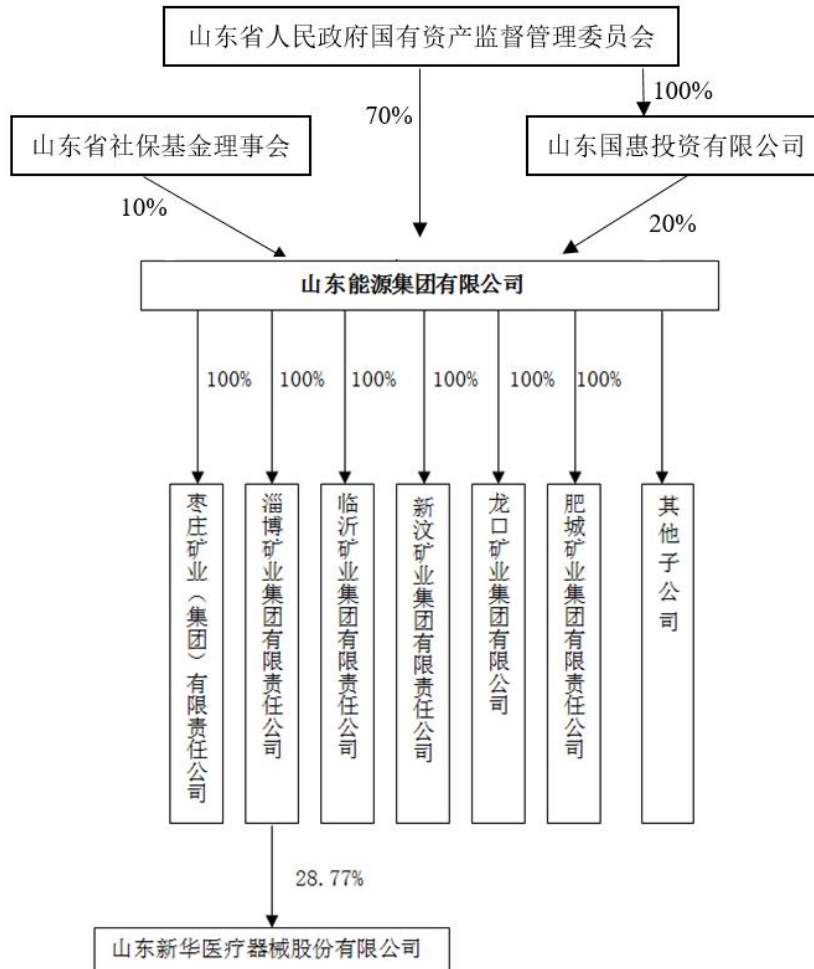 山东省人民政府国有资产监督管理委员会
100%
70%
山东省社保基金理事会
山东国惠投资有限公司
10%
20%
山东能源集团有限公司
100%
100%
100%
100%
100%
100%
枣庄矿业（集团）有限责任公司
淄博矿业集团有限责任公司
临沂矿业集团有限责任公司
新汶矿业集团有限责任公司
龙口矿业集团有限公司
肥城矿业集团有限责任公司
其他子公司
28.77%
山东新华医疗器械股份有限公司